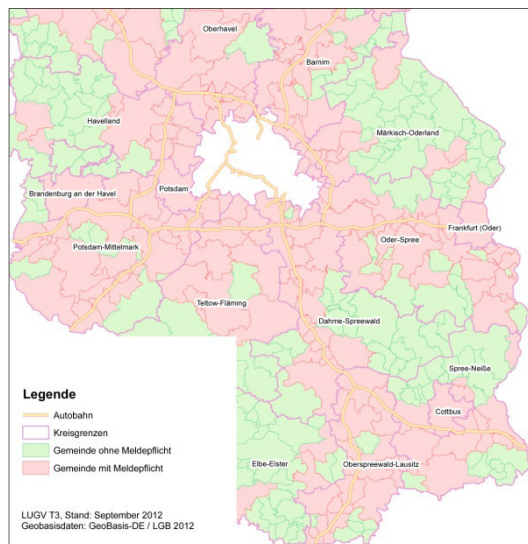 Oberhavel
Barnim
Havelland
Märkisch-Oderland
Brandenburg an der Havel
Potsdam
Frankfurt (Oder)
Potsdam-Mittelmark
Oder-Spree
Teltow-Fläming
Dahme-Spreewald
Spree-Neiße
Cottbus
Elbe-Elster
Oberspreewald-Lausitz
Legende
Autobahn
Kreisgrenzen
Gemeinde ohne Meldepflicht
Gemeinde mit Meldepflicht
LUGV T3, Stand: September 2012
Geobasisdaten: GeoBasis-DE / LGB 2012